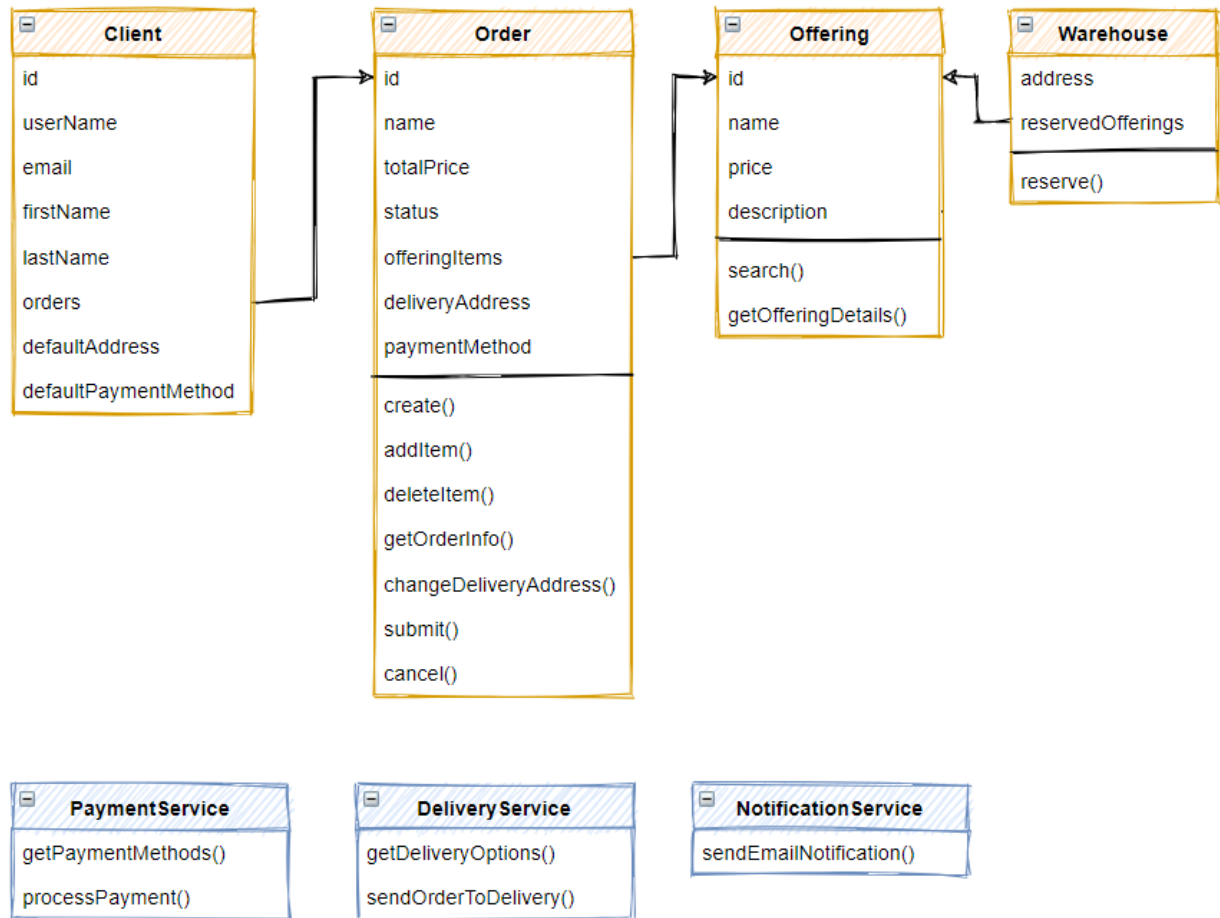 Client
id
userName
email
firstName
lastName
orders
defaultAddress
defaultPaymentMethod
Order
id
name
totalPrice
status
offeringItems
deliveryAddress
paymentMethod
create()
addItem()
deleteItem()
getOrderInfo()
changeDeliveryAddress()
submit()
cancel()
Offering
id
name
price
description
search()
getOfferingDetails()
Warehouse
address
reservedOfferings
reserve()
PaymentService
getPaymentMethods()
processPayment()
DeliveryService
getDeliveryOptions()
sendOrderToDelivery()
NotificationService
sendEmailNotification()